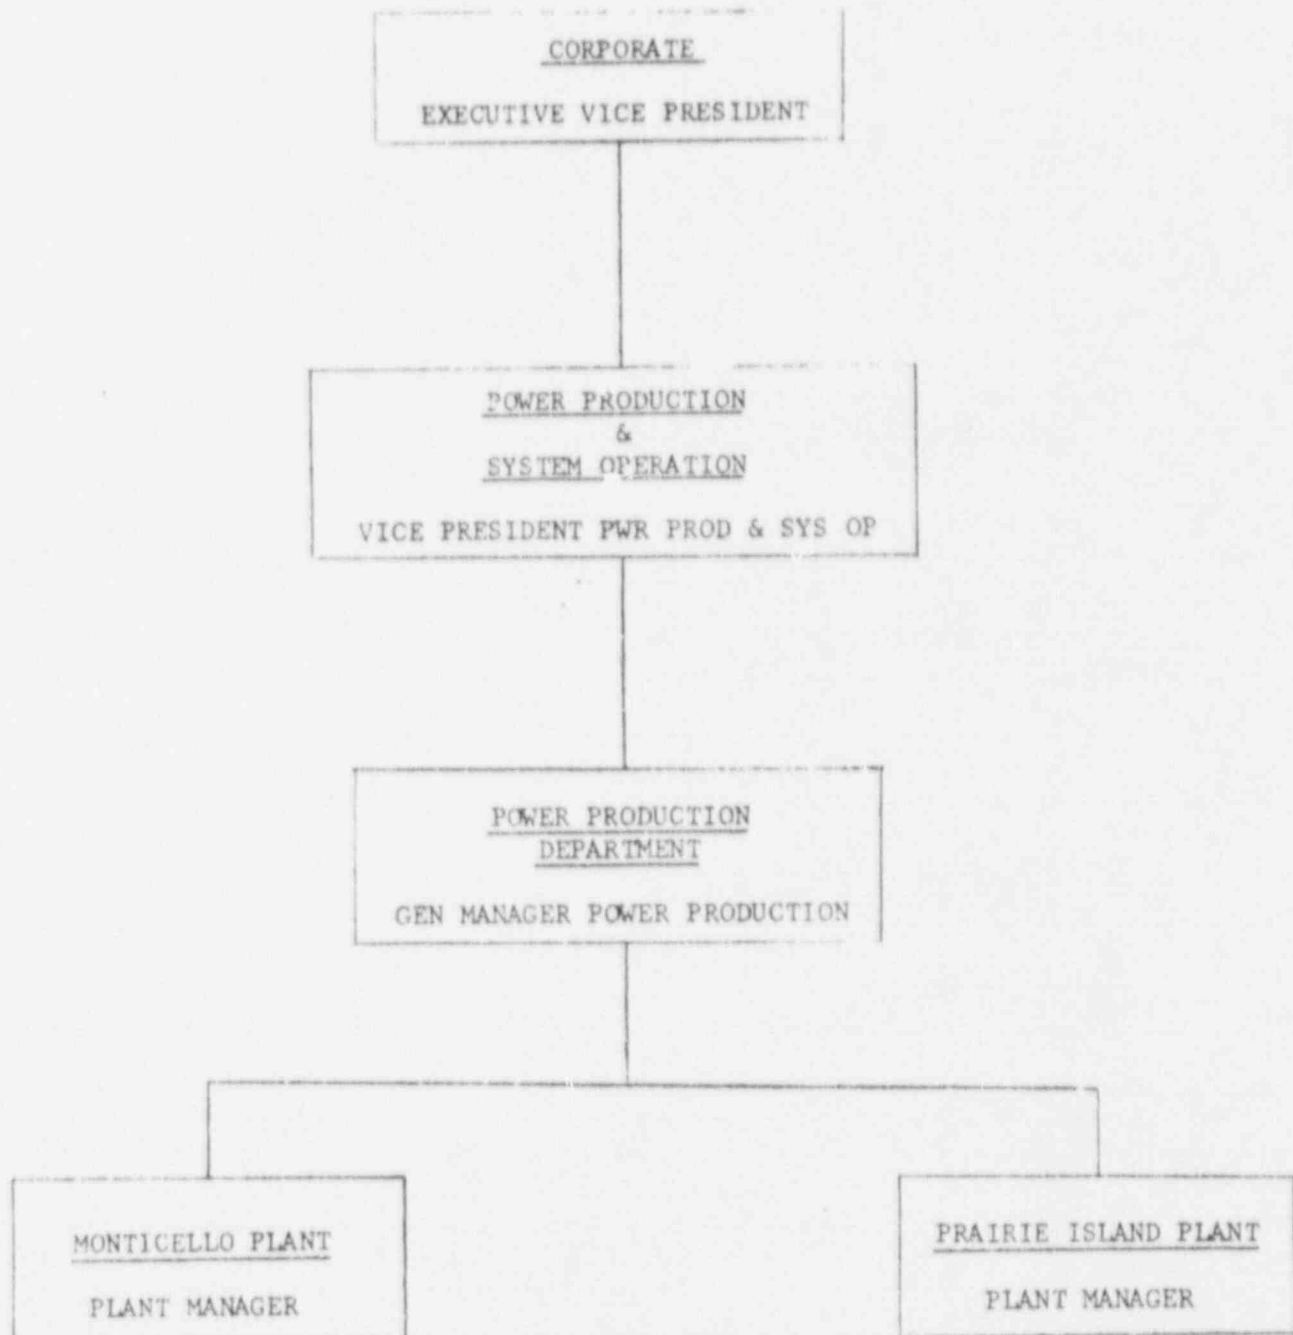 CORPORATE
EXECUTIVE VICE PRESIDENT
POWER PRODUCTION
&
SYSTEM OPERATION
VICE PRESIDENT PWR PROD & SYS OP
POWER PRODUCTION
DEPARTMENT
GEN MANAGER POWER PRODUCTION
MONTICELLO PLANT
PLANT MANAGER
PRAIRIE ISLAND PLANT
PLANT MANAGER